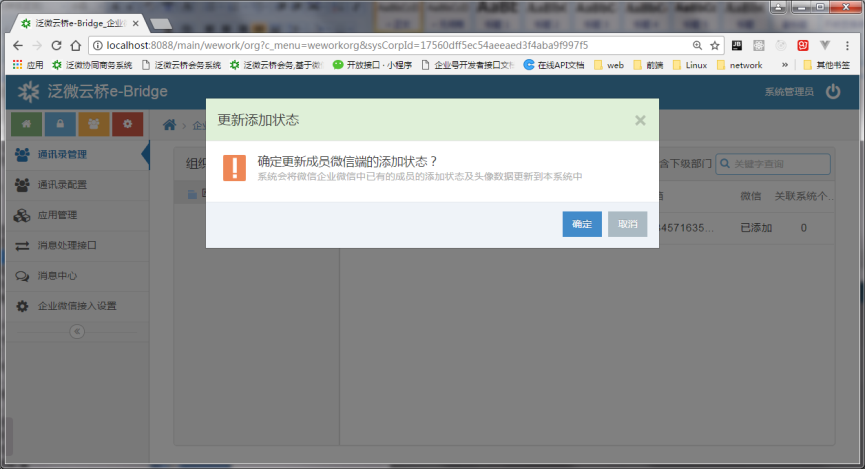 泛微云桥e-Bridge_企业
localhost:8088/main/wework/org?c_menu=weworkorg&sysCorpId=17560dff5ec54aeeaed3f4aba9f997f5
应用 泛微协同商务系统 泛微云桥会务系统 泛微云桥会务,基于微信 开放接口 · 小程序 企业号开发者接口文档 在线API文档 web 前端 Linux network » 其他书签
泛微云桥e-Bridge 系统管理员
更新添加状态
确定更新成员微信端的添加状态？
系统会将微信企业微信中已有的成员的添加状态及头像数据更新到本系统中
确定 取消
通讯录管理
通讯录配置
应用管理
消息处理接口
消息中心
企业微信接入设置
企业
组织
含下级部门 关键字查询
微信 关联系统个...
34571635... 已添加 0